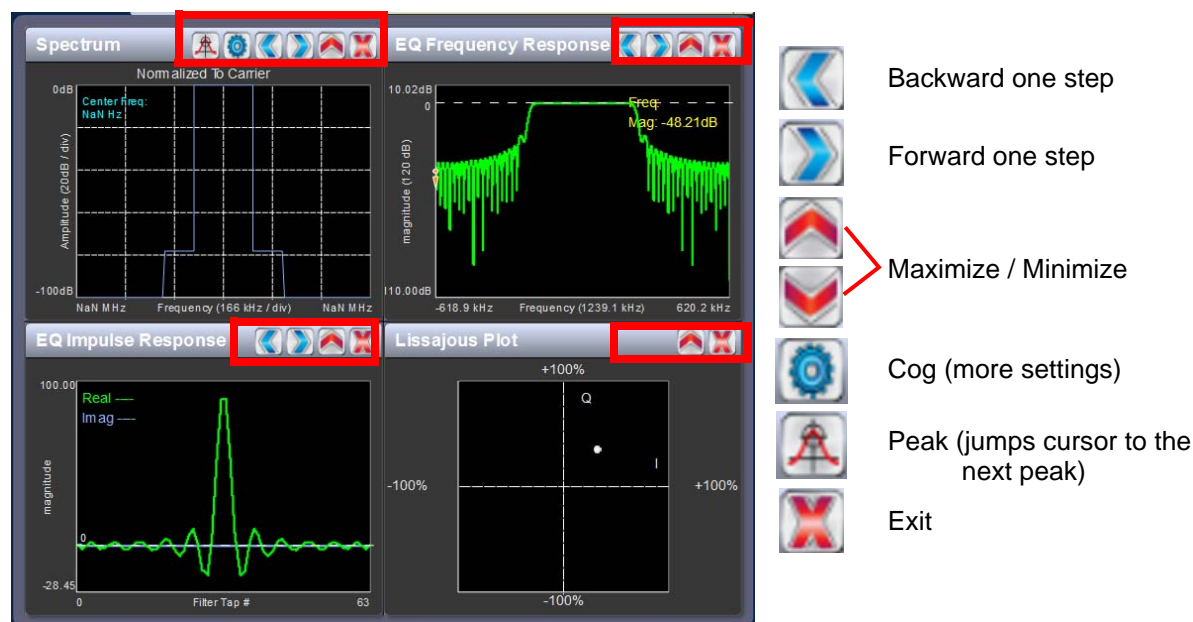 Spectrum
Normalized To Carrier
0dB
Center Freq:
NaN Hz
Amplitude (20dB / div)
-100dB
NaN MHz
Frequency (166 kHz / div)
NaN MHz
EQ Frequency Response
10.02dB
0
Freq:
Mag: -48.21dB
magnitude (120 dB)
110.00dB
-618.9 kHz
Frequency (1239.1 kHz)
620.2 kHz
EQ Impulse Response
100.00
Real ----
Imag ----
magnitude
0
-28.45
0
Filter Tap #
63
Lissajous Plot
+100%
Q
I
-100%
+100%
-100%
Backward one step
Forward one step
Maximize / Minimize
Cog (more settings)
Peak (jumps cursor to the
next peak)
Exit